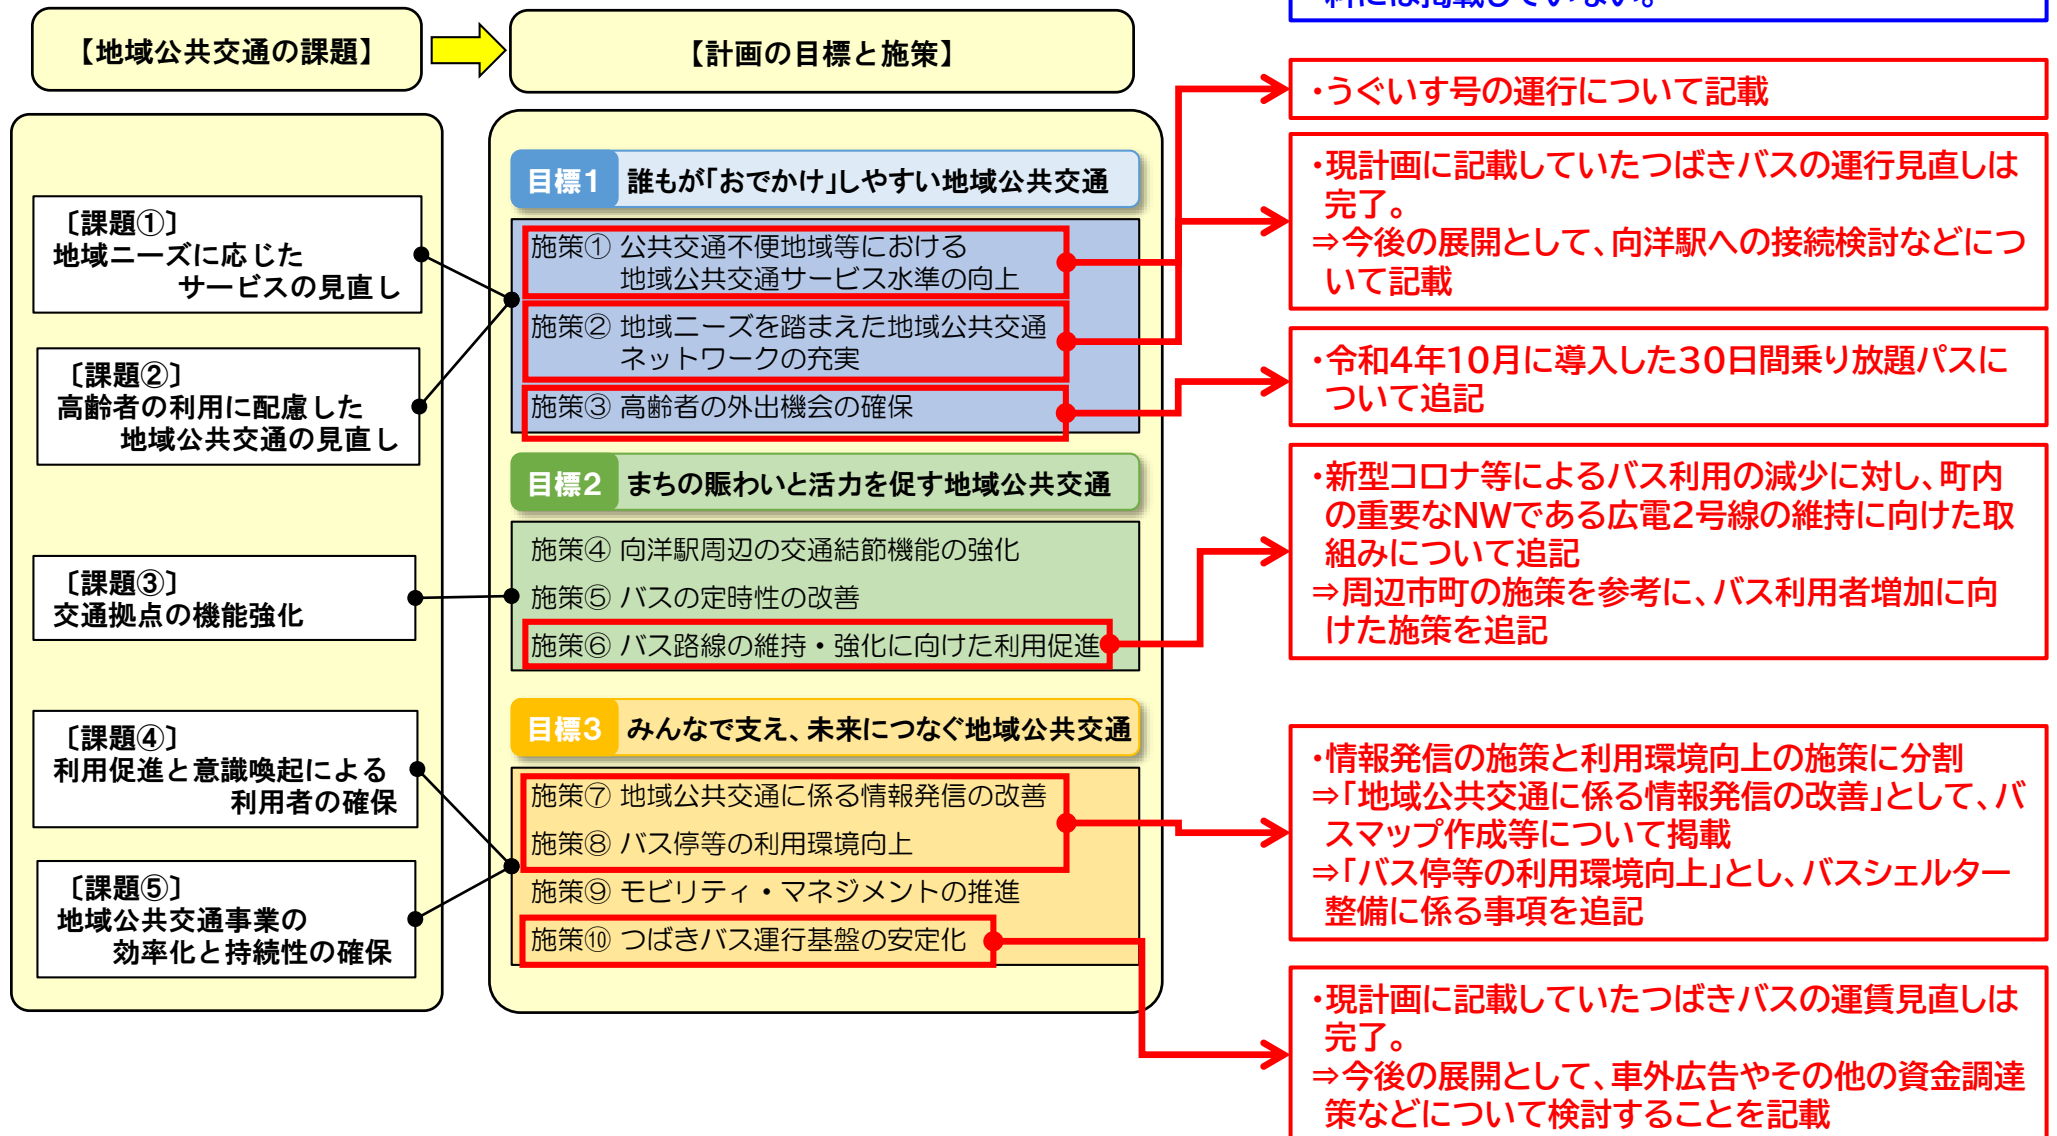 【地域公共交通の課題】
〔課題①〕
地域ニーズに応じた
サービスの見直し
〔課題②〕
高齢者の利用に配慮した
地域公共交通の見直し
〔課題③〕
交通拠点の機能強化
〔課題④〕
利用促進と意識喚起による
利用者の確保
〔課題⑤〕
地域公共交通事業の
効率化と持続性の確保
【計画の目標と施策】
目標1 誰もが「おでかけ」しやすい地域公共交通
施策① 公共交通不便地域等における
地域公共交通サービス水準の向上
施策② 地域ニーズを踏まえた地域公共交通
ネットワークの充実
施策③ 高齢者の外出機会の確保
目標2 まちの賑わいと活力を促す地域公共交通
施策④ 向洋駅周辺の交通結節機能の強化
施策⑤ バスの定時性の改善
施策⑥ バス路線の維持・強化に向けた利用促進
目標3 みんなで支え、未来につなぐ地域公共交通
施策⑦ 地域公共交通に係る情報発信の改善
施策⑧ バス停等の利用環境向上
施策⑨ モビリティ・マネジメントの推進
施策⑩ つばきバス運行基盤の安定化
・うぐいす号の運行について記載
・現計画に記載していたつばきバスの運行見直しは
完了。
⇒今後の展開として、向洋駅への接続検討などにつ
いて記載
・令和4年10月に導入した30日間乗り放題パスに
ついて追記
・新型コロナ等によるバス利用の減少に対し、町内
の重要なNWである広電2号線の維持に向けた取
組みについて追記
⇒周辺市町の施策を参考に、バス利用者増加に向
けた施策を追記
・情報発信の施策と利用環境向上の施策に分割
⇒「地域公共交通に係る情報発信の改善」として、バ
スマップ作成等について掲載
⇒「バス停等の利用環境向上」とし、バスシェルター
整備に係る事項を追記
・現計画に記載していたつばきバスの運賃見直しは
完了。
⇒今後の展開として、車外広告やその他の資金調達
策などについて検討することを記載